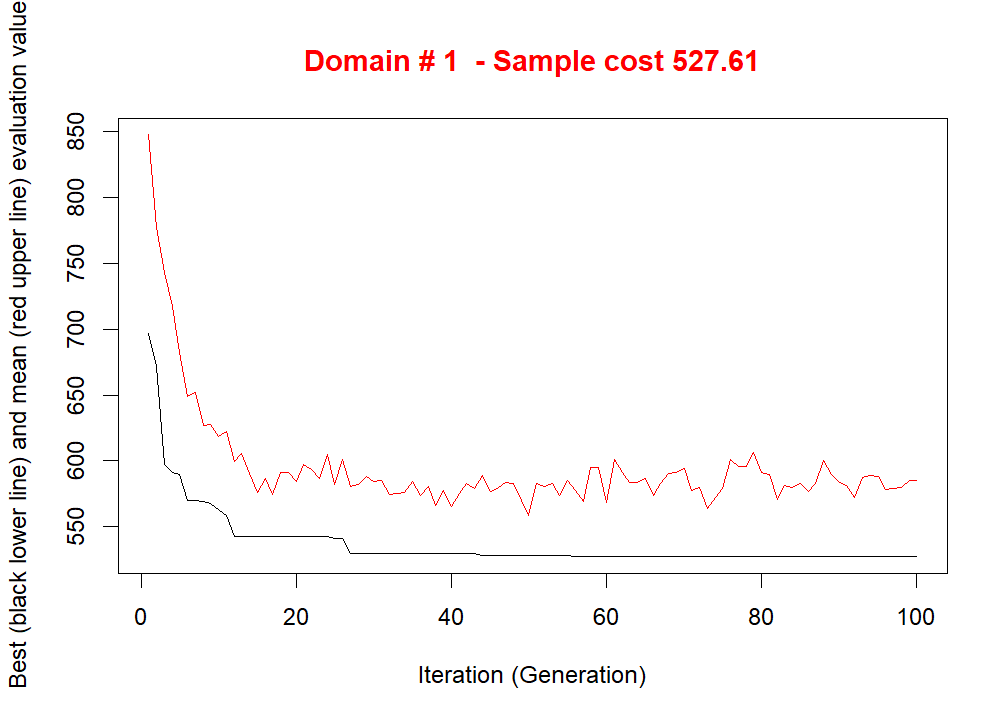 Domain # 1  - Sample cost 527.61
Best (black lower line) and mean (red upper line) evaluation value
850
800
750
700
650
600
550
0 20 40 60 80 100
Iteration (Generation)